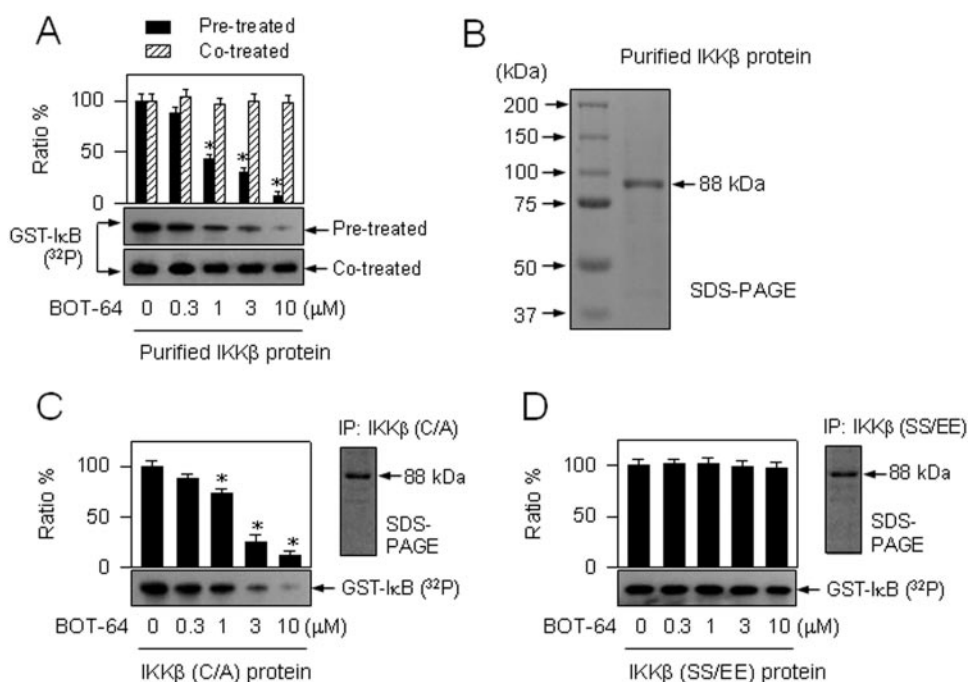 A
Pre-treated
Co-treated
Ratio %
100
50
0
* * *
GST-IκB
(³²P)
Pre-treated
Co-treated
BOT-64 0 0.3 1 3 10 (μM)
Purified IKKβ protein
B
Purified IKKβ protein
(kDa)
200
150
100
75
50
37
88 kDa
SDS-PAGE
C
IP: IKKβ (C/A)
88 kDa
SDS-
PAGE
Ratio %
100
50
0
* * *
GST-IκB (³²P)
BOT-64 0 0.3 1 3 10 (μM)
IKKβ (C/A) protein
D
IP: IKKβ (SS/EE)
88 kDa
SDS-
PAGE
Ratio %
100
50
0
GST-IκB (³²P)
BOT-64 0 0.3 1 3 10 (μM)
IKKβ (SS/EE) protein